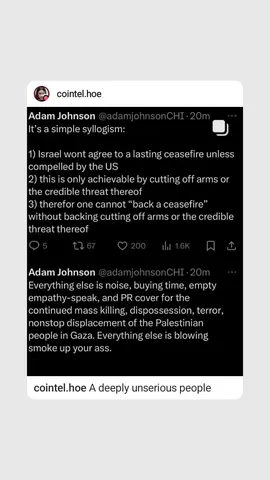 cointel.hoe
Adam Johnson @adamjohnsonCHI · 20m ...
It's a simple syllogism:
1) Israel wont agree to a lasting ceasefire unless
compelled by the US
2) this is only achievable by cutting off arms or
the credible threat thereof
3) therefor one cannot "back a ceasefire"
without backing cutting off arms or the credible
threat thereof
5 67 200 1.6K
Adam Johnson @adamjohnsonCHI · 20m ...
Everything else is noise, buying time, empty
empathy-speak, and PR cover for the
continued mass killing, dispossession, terror,
nonstop displacement of the Palestinian
people in Gaza. Everything else is blowing
smoke up your ass.
cointel.hoe A deeply unserious people